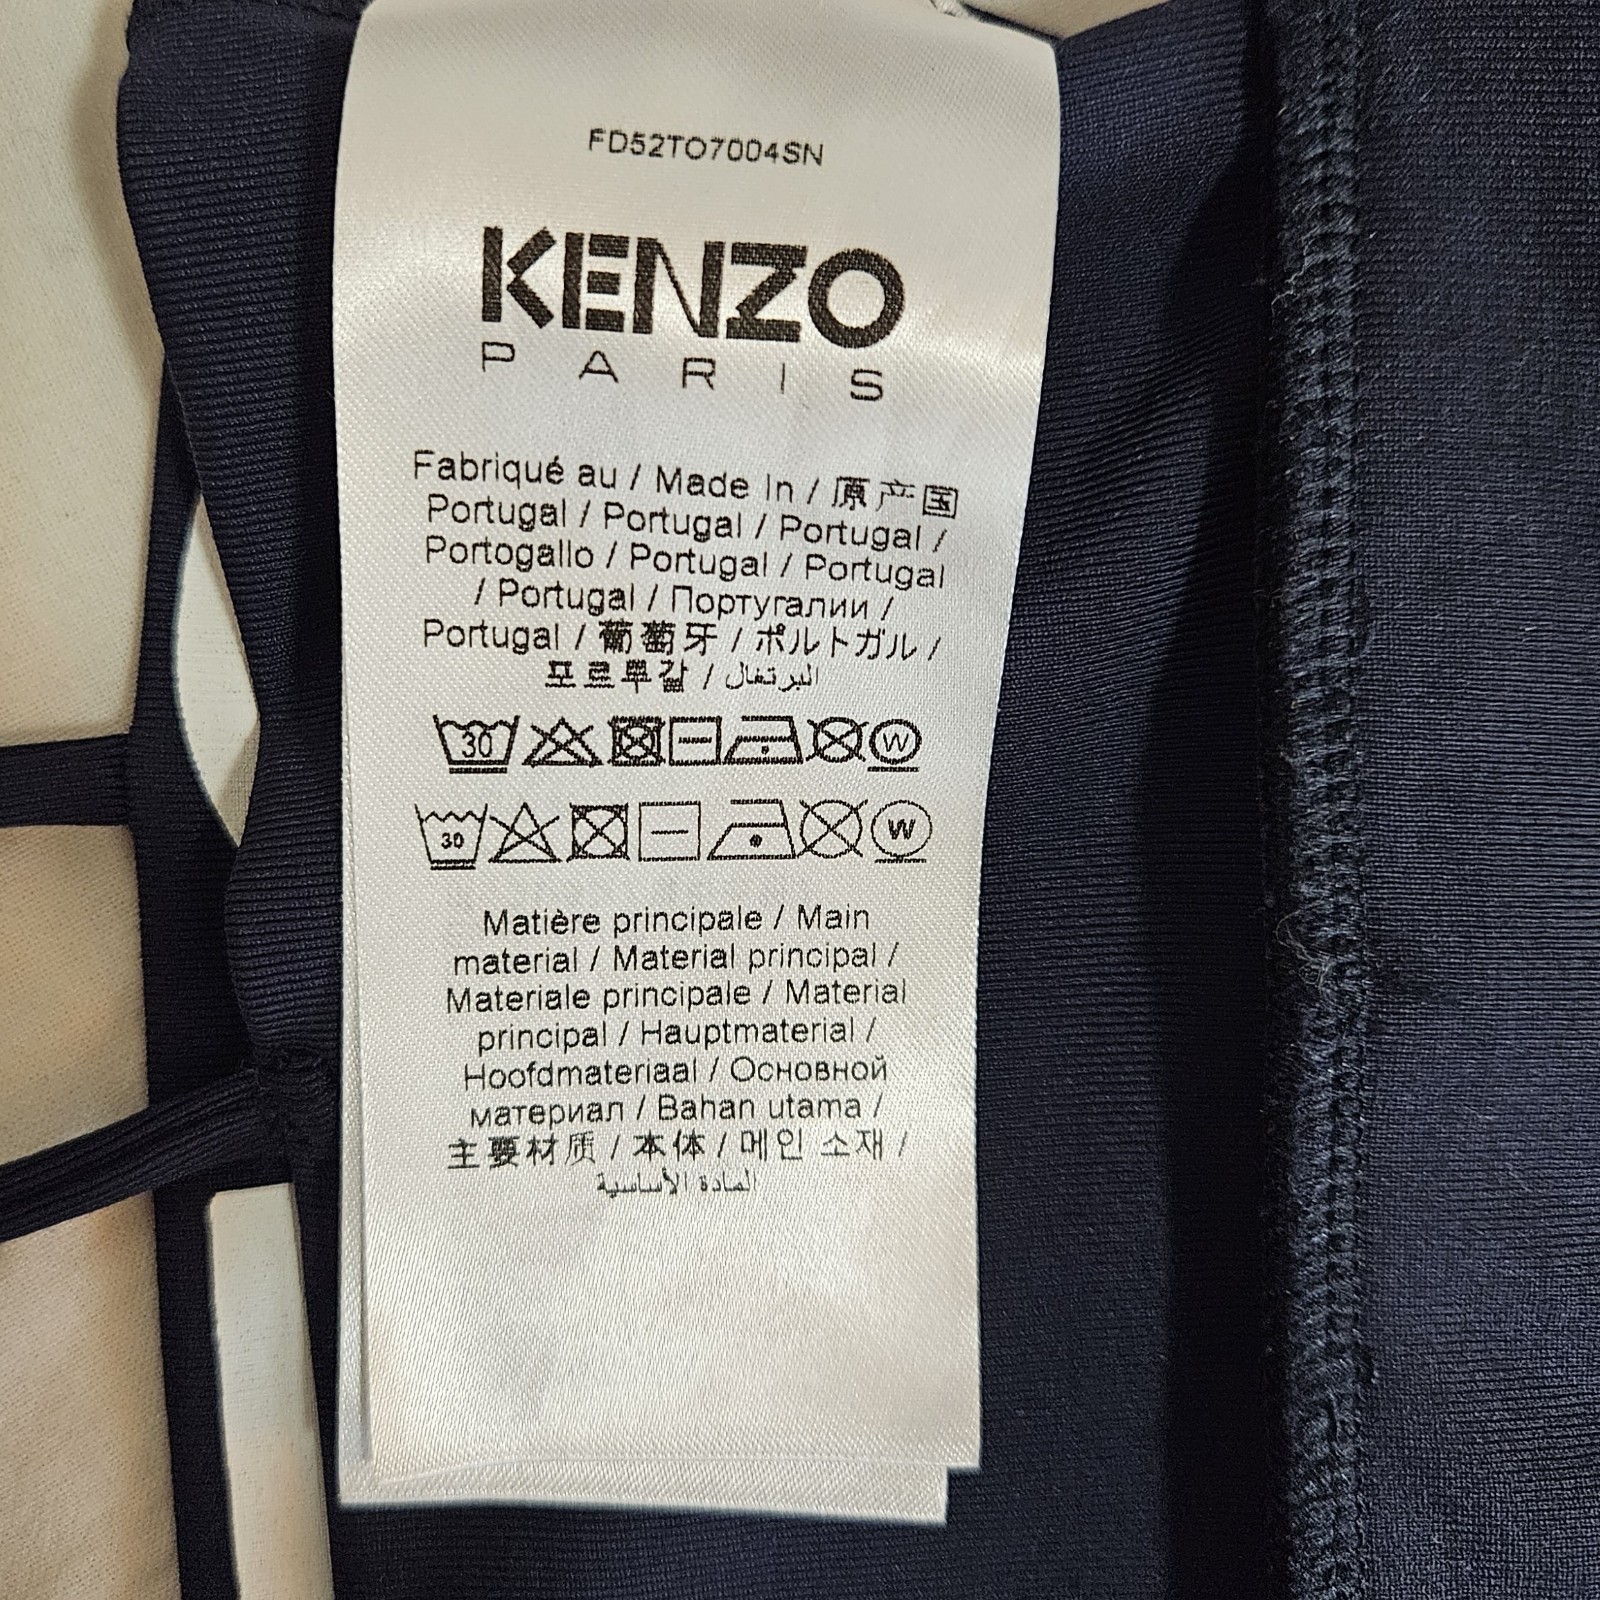 FD52TO7004SN
KENZO
PARIS
Fabriqué au / Made In / 原产国
Portugal / Portugal / Portugal /
Portogallo / Portugal / Portugal
/ Portugal / Португалии /
Portugal / 葡萄牙 / ポルトガル /
포르투갈 / البرتغال
30 W
30 W
Matière principale / Main
material / Material principal /
Materiale principale / Material
principal / Hauptmaterial /
Hoofdmateriaal / Основной
материал / Bahan utama /
主要材质 / 本体 / 메인 소재 /
المادة الأساسية